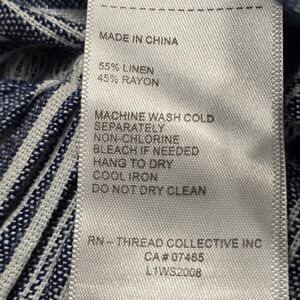 MADE IN CHINA
55% LINEN
45% RAYON
MACHINE WASH COLD
SEPARATELY
NON-CHLORINE
BLEACH IF NEEDED
HANG TO DRY
COOL IRON
DO NOT DRY CLEAN
RN – THREAD COLLECTIVE INC
CA # 07465
L1WS2008